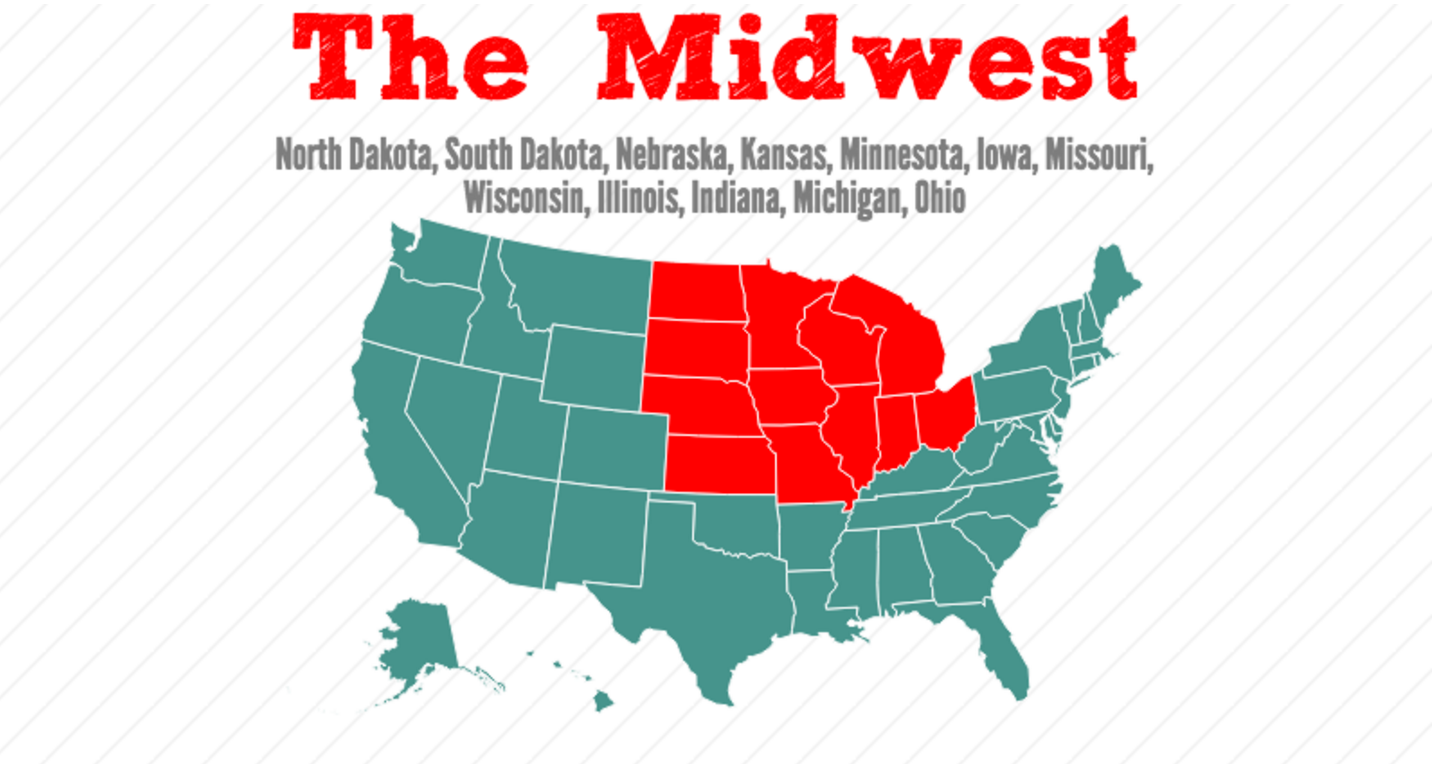 The Midwest
North Dakota, South Dakota, Nebraska, Kansas, Minnesota, Iowa, Missouri,
Wisconsin, Illinois, Indiana, Michigan, Ohio